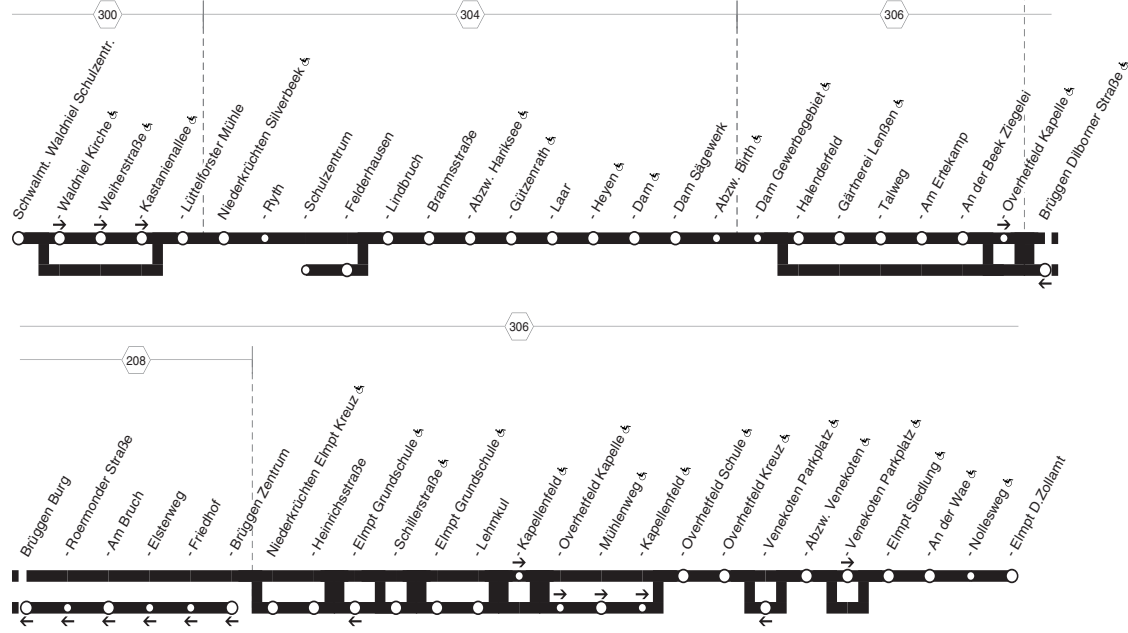 300
304
306
Schwalmt. Waldniel Schulzentr.
- Waldniel Kirche
- Weiherstraße
- Kastanienallee
- Lüttelforster Mühle
Niederkrüchten Silverbeek
- Ryth
- Schulzentrum
- Felderhausen
- Lindbruch
- Brahmsstraße
- Abzw. Hariksee
- Gützenrath
- Laar
- Heyen
- Dam
- Dam Sägewerk
- Abzw. Birth
- Dam Gewerbegebiet
- Halenderfeld
- Gärtnerei Lenßen
- Talweg
- Am Ertekamp
- An der Beek Ziegelei
- Overhetfeld Kapelle
Brüggen Dilborner Straße
306
208
Brüggen Burg
- Roermonder Straße
- Am Bruch
- Elsterweg
- Friedhof
- Brüggen Zentrum
Niederkrüchten Elmpt Kreuz
- Heinrichsstraße
- Elmpt Grundschule
- Schillerstraße
- Elmpt Grundschule
- Lehmkul
- Kapellenfeld
- Overhetfeld Kapelle
- Mühlenweg
- Kapellenfeld
- Overhetfeld Schule
- Overhetfeld Kreuz
- Venekoten Parkplatz
- Abzw. Venekoten
- Venekoten Parkplatz
- Elmpt Siedlung
- An der Wae
- Nollesweg
- Elmpt D.Zollamt